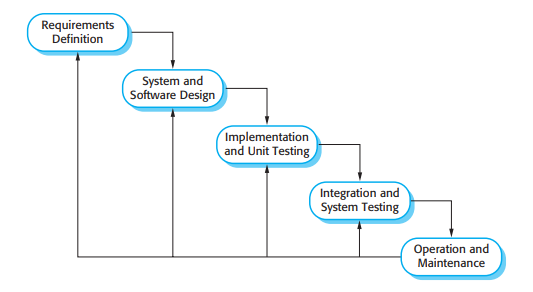 Requirements
Definition
System and
Software Design
Implementation
and Unit Testing
Integration and
System Testing
Operation and
Maintenance